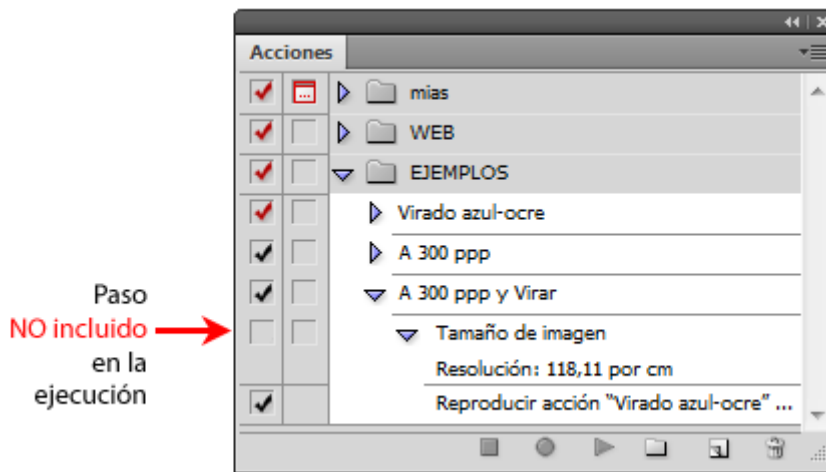 Acciones
mias
WEB
EJEMPLOS
Virado azul-ocre
A 300 ppp
A 300 ppp y Virar
Paso
NO incluido
en la
ejecución
Tamaño de imagen
Resolución: 118,11 por cm
Reproducir acción “Virado azul-ocre” ...